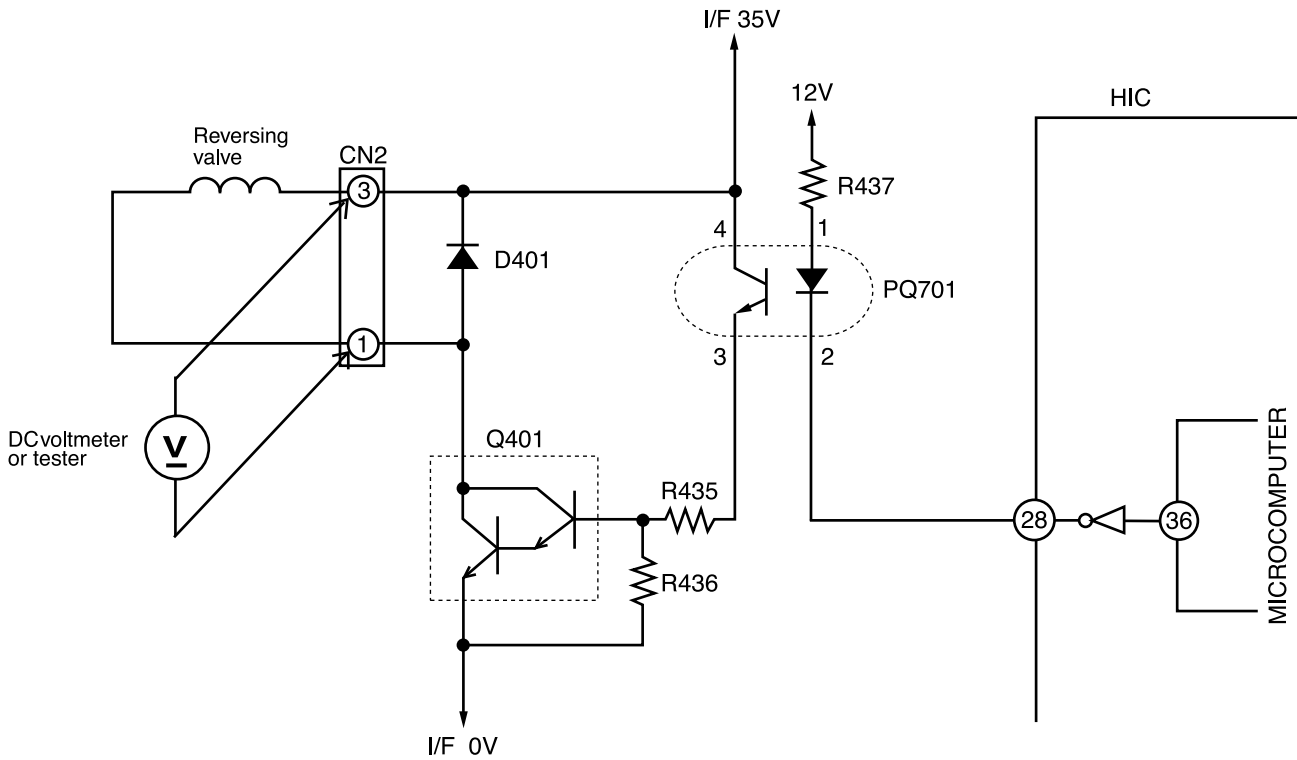 I/F 35V
12V
HIC
Reversing
valve
CN2
3
R437
4
1
D401
PQ701
1
3
2
DC voltmeter
or tester
V
Q401
R435
28
36
MICROCOMPUTER
R436
I/F 0V